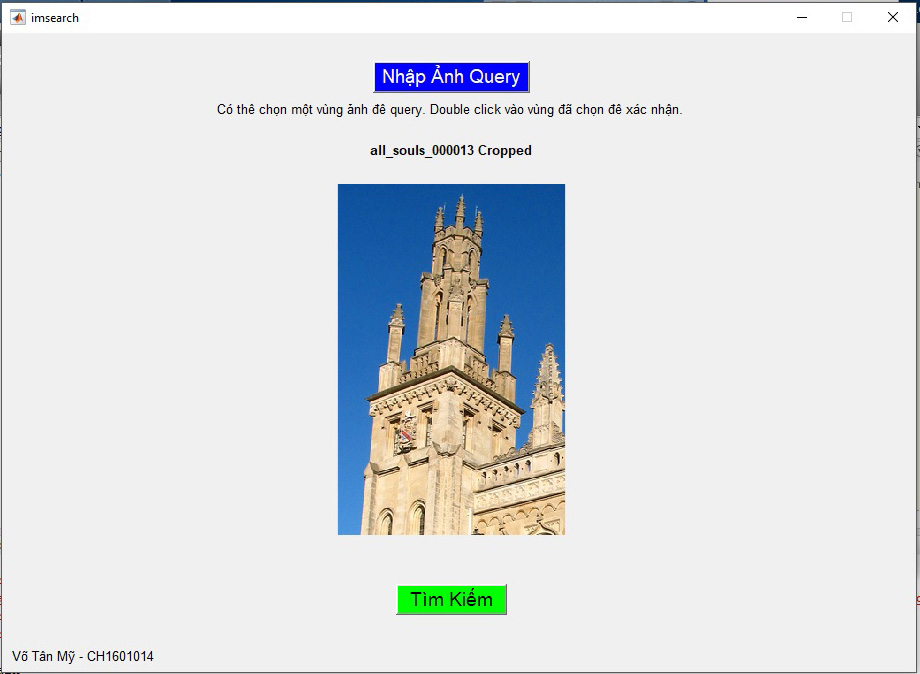 imsearch
Nhập Ảnh Query
Có thể chọn một vùng ảnh để query. Double click vào vùng đã chọn để xác nhận.
all_souls_000013 Cropped
Tìm Kiếm
Võ Tân Mỹ - CH1601014